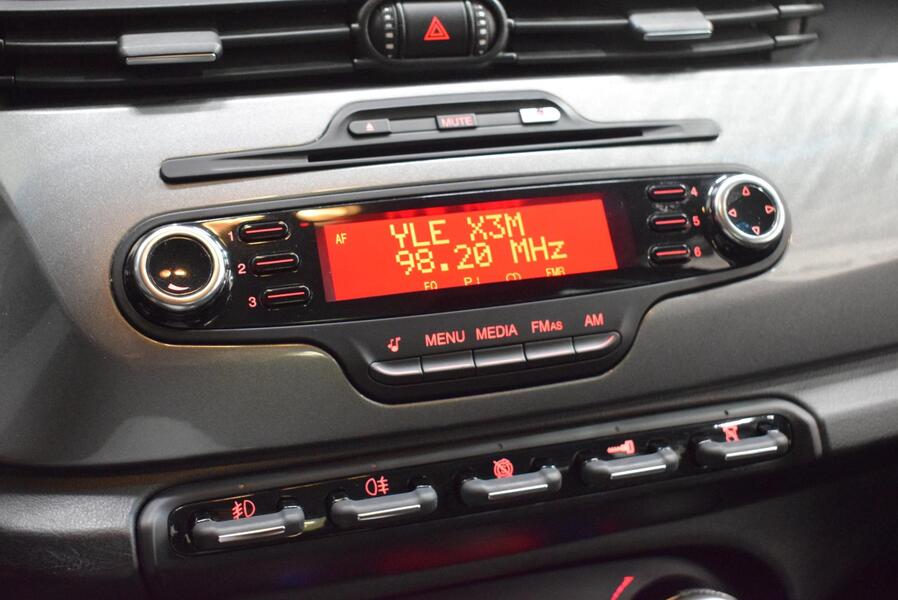 MUTE
1
2
3
AF
YLE X3M
98.20 MHz
4
5
6
MENU MEDIA FMAS AM